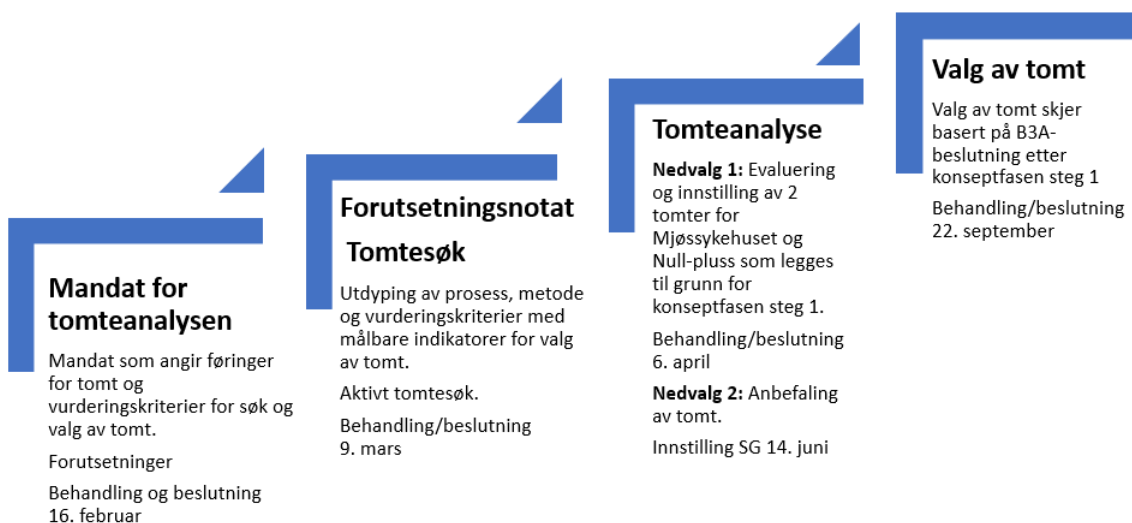 Mandat for
tomteanalysen
Mandat som angir føringer
for tomt og
vurderingskriterier for søk og
valg av tomt.
Forutsetninger
Behandling og beslutning
16. februar
Forutsetningsnotat
Tomtesøk
Utdyping av prosess, metode
og vurderingskriterier med
målbare indikatorer for valg
av tomt.
Aktivt tomtesøk.
Behandling/beslutning
9. mars
Tomteanalyse
Nedvalg 1: Evaluering
og innstilling av 2
tomter for
Mjøssykehuset og
Null-pluss som legges
til grunn for
konseptfasen steg 1.
Behandling/beslutning
6. april
Nedvalg 2: Anbefaling
av tomt.
Innstilling SG 14. juni
Valg av tomt
Valg av tomt skjer
basert på B3A-
beslutning etter
konseptfasen steg 1
Behandling/beslutning
22. september